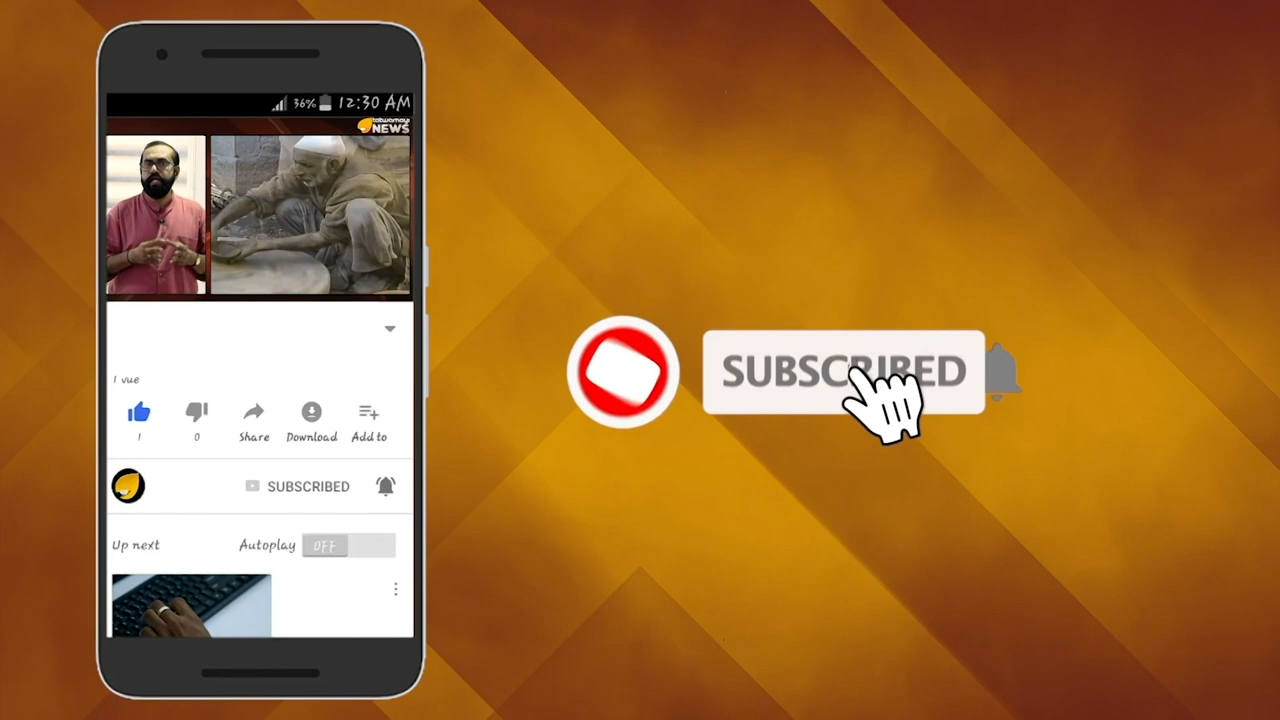 36% 12:30 AM
tatwamayi
NEWS
1 vue
1
0
Share
Download
Add to
SUBSCRIBED
Up next
Autoplay
OFF
SUBSCRIBED